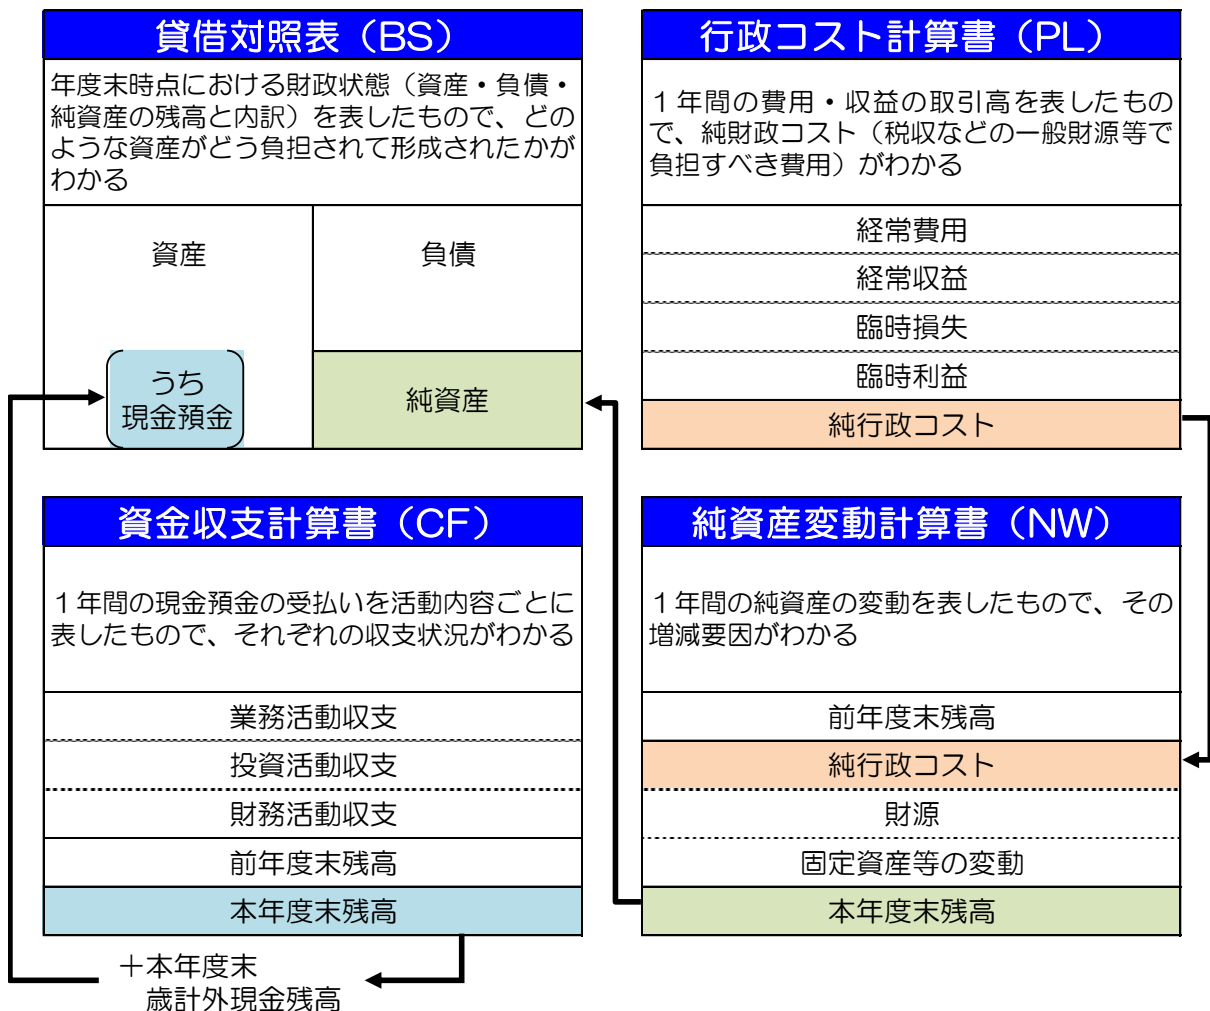 貸借対照表（BS）
年度末時点における財政状態（資産・負債・
純資産の残高と内訳）を表したもので、どの
ような資産がどう負担されて形成されたかが
わかる
資産
負債
うち
現金預金
純資産
行政コスト計算書（PL）
１年間の費用・収益の取引高を表したもの
で、純財政コスト（税収などの一般財源等で
負担すべき費用）がわかる
経常費用
経常収益
臨時損失
臨時利益
純行政コスト
資金収支計算書（CF）
１年間の現金預金の受払いを活動内容ごとに
表したもので、それぞれの収支状況がわかる
業務活動収支
投資活動収支
財務活動収支
前年度末残高
本年度末残高
＋本年度末
歳計外現金残高
純資産変動計算書（NW）
１年間の純資産の変動を表したもので、その
増減要因がわかる
前年度末残高
純行政コスト
財源
固定資産等の変動
本年度末残高